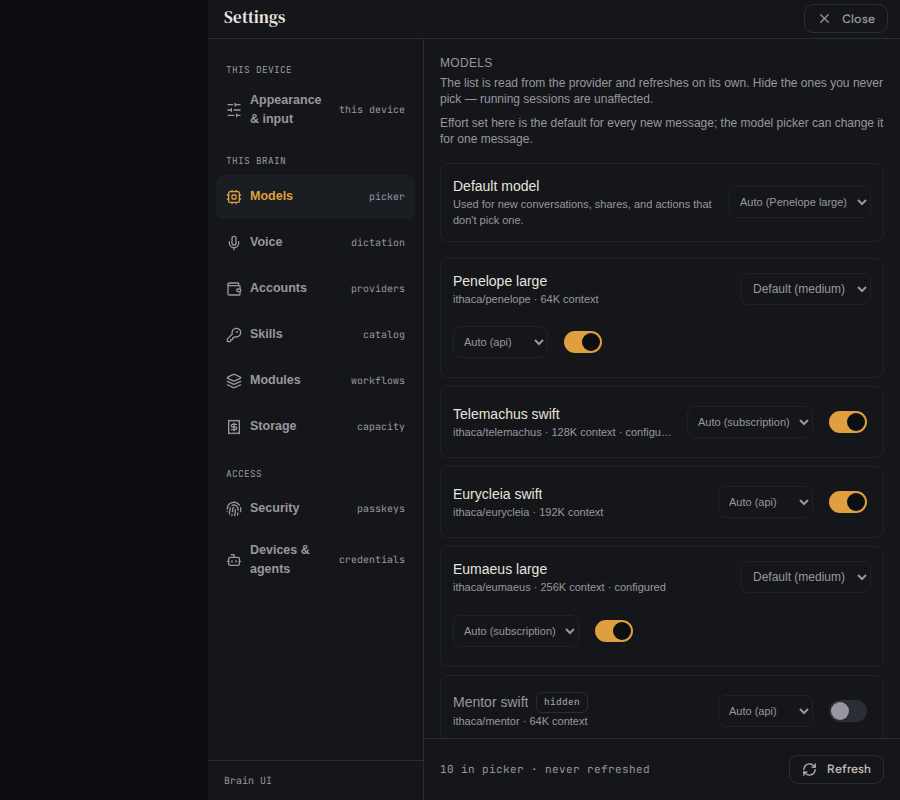 Settings
Close
THIS DEVICE
Appearance & input
this device
THIS BRAIN
Models
picker
Voice
dictation
Accounts
providers
Skills
catalog
Modules
workflows
Storage
capacity
ACCESS
Security
passkeys
Devices & agents
credentials
Brain UI
MODELS
The list is read from the provider and refreshes on its own. Hide the ones you never
pick — running sessions are unaffected.
Effort set here is the default for every new message; the model picker can change it
for one message.
Default model
Used for new conversations, shares, and actions that
don't pick one.
Auto (Penelope large)
Penelope large
ithaca/penelope · 64K context
Default (medium)
Auto (api)
Telemachus swift
ithaca/telemachus · 128K context · configu…
Auto (subscription)
Eurycleia swift
ithaca/eurycleia · 192K context
Auto (api)
Eumaeus large
ithaca/eumaeus · 256K context · configured
Default (medium)
Auto (subscription)
Mentor swift hidden
ithaca/mentor · 64K context
Auto (api)
10 in picker · never refreshed
Refresh